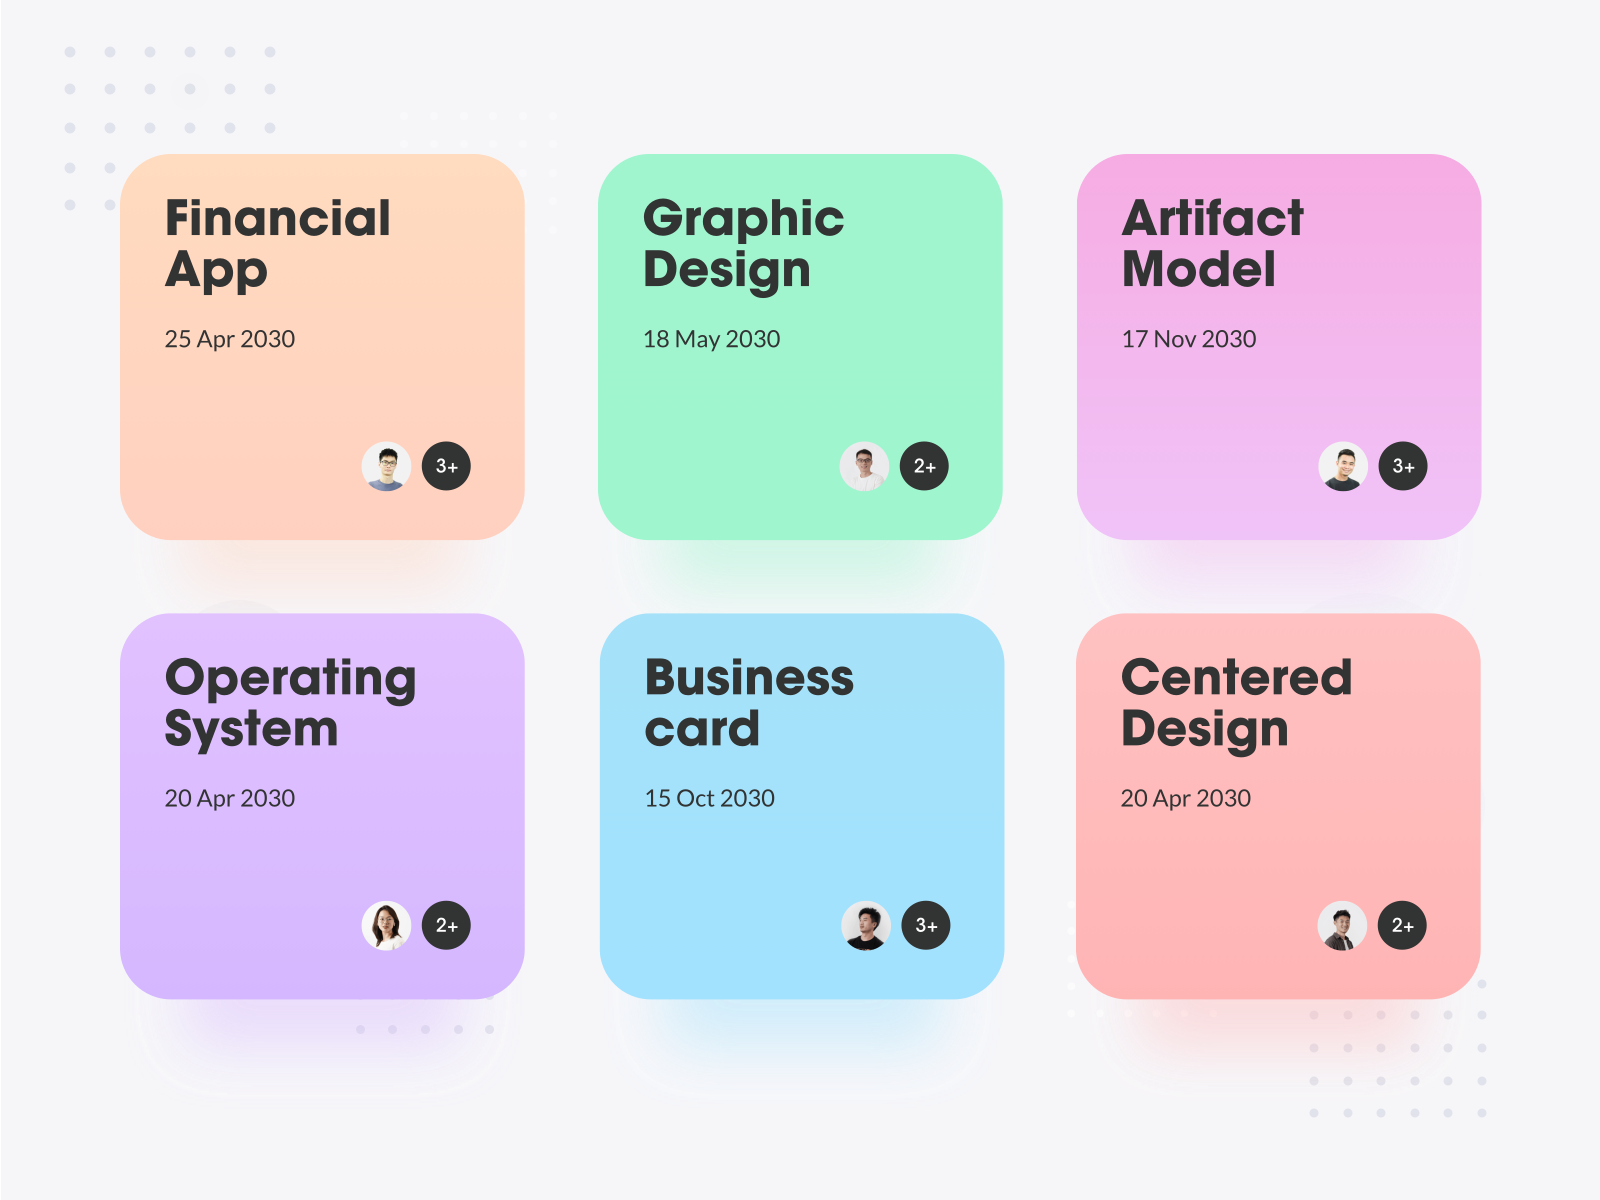 Financial
App
25 Apr 2030
3+
Graphic
Design
18 May 2030
2+
Artifact
Model
17 Nov 2030
3+
Operating
System
20 Apr 2030
2+
Business
card
15 Oct 2030
3+
Centered
Design
20 Apr 2030
2+